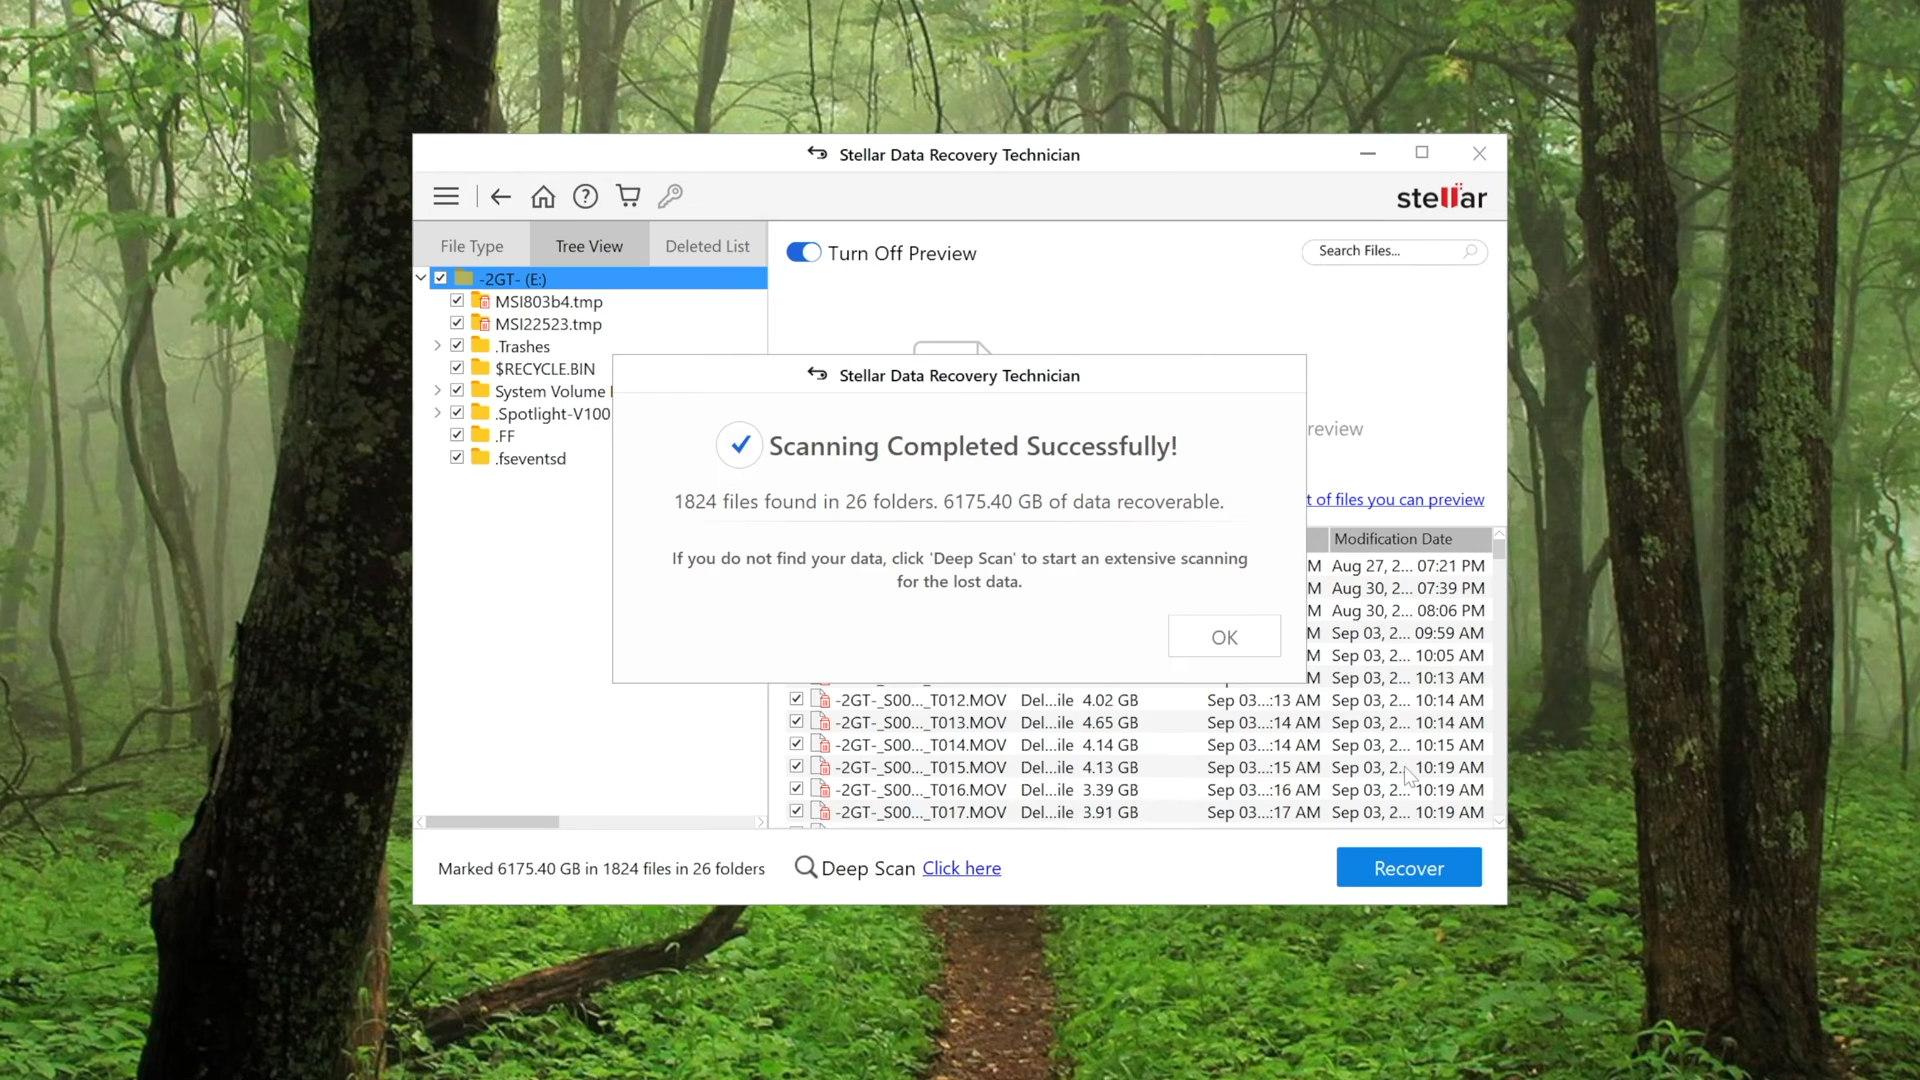 Stellar Data Recovery Technician
stellar
File Type
Tree View
Deleted List
Turn Off Preview
Search Files...
-2GT- (E:)
MSI803b4.tmp
MSI22523.tmp
.Trashes
$RECYCLE.BIN
System Volume
.Spotlight-V100
.FF
.fseventsd
Stellar Data Recovery Technician
Scanning Completed Successfully!
1824 files found in 26 folders. 6175.40 GB of data recoverable.
If you do not find your data, click 'Deep Scan' to start an extensive scanning
for the lost data.
OK
review
t of files you can preview
Modification Date
M Aug 27, 2... 07:21 PM
M Aug 30, 2... 07:39 PM
M Aug 30, 2... 08:06 PM
M Sep 03, 2... 09:59 AM
M Sep 03, 2... 10:05 AM
M Sep 03, 2... 10:13 AM
-2GT-_S00..._T012.MOV Del...ile 4.02 GB Sep 03...:13 AM Sep 03, 2... 10:14 AM
-2GT-_S00..._T013.MOV Del...ile 4.65 GB Sep 03...:14 AM Sep 03, 2... 10:14 AM
-2GT-_S00..._T014.MOV Del...ile 4.14 GB Sep 03...:14 AM Sep 03, 2... 10:15 AM
-2GT-_S00..._T015.MOV Del...ile 4.13 GB Sep 03...:15 AM Sep 03, 2... 10:19 AM
-2GT-_S00..._T016.MOV Del...ile 3.39 GB Sep 03...:16 AM Sep 03, 2... 10:19 AM
-2GT-_S00..._T017.MOV Del...ile 3.91 GB Sep 03...:17 AM Sep 03, 2... 10:19 AM
Marked 6175.40 GB in 1824 files in 26 folders
Deep Scan Click here
Recover